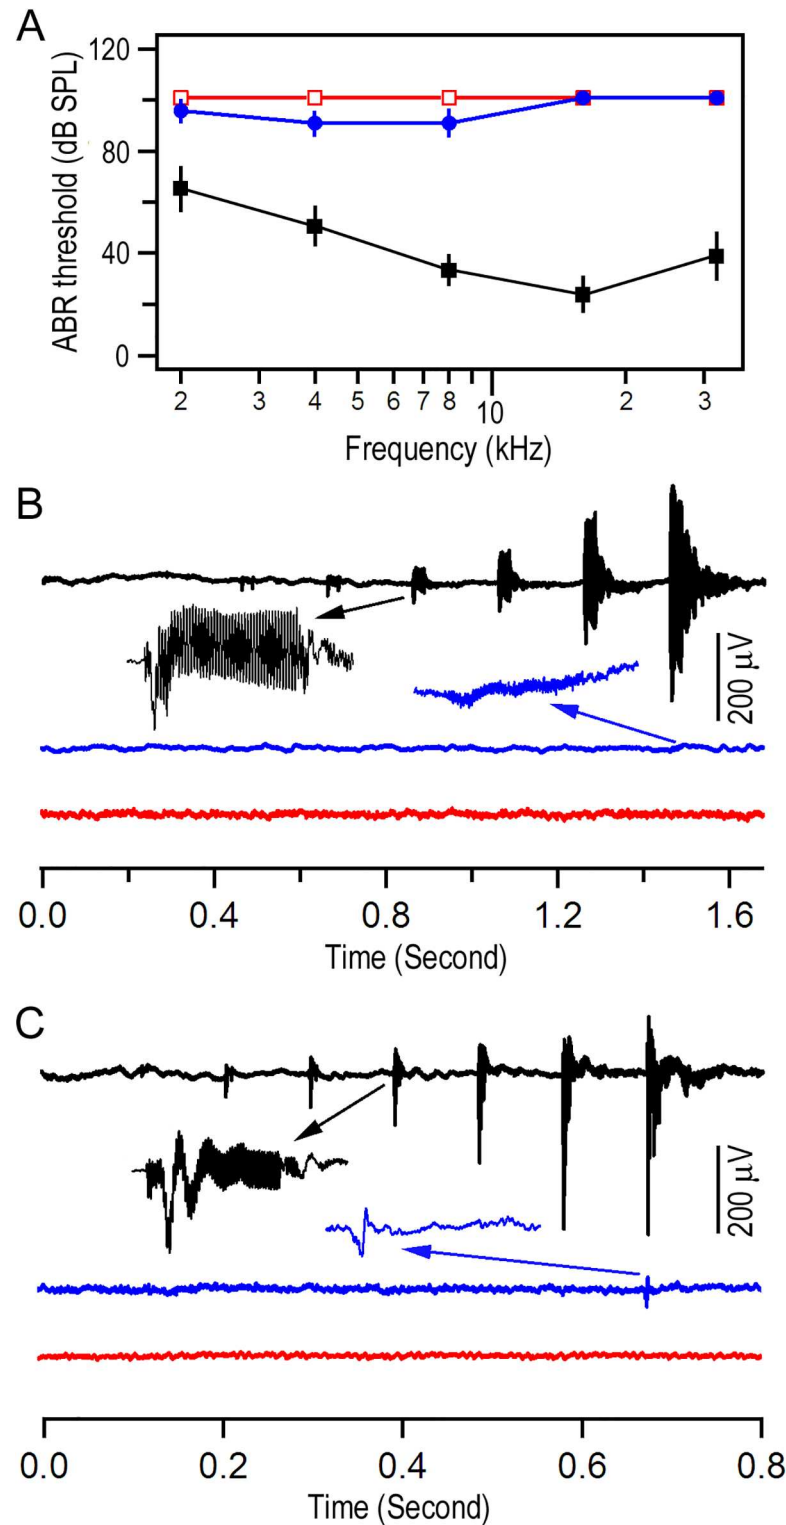 A
ABR threshold (dB SPL)
120
80
40
0
2 3 4 5 6 7 8 10 2 3
Frequency (kHz)
B
200 μV
0.0 0.4 0.8 1.2 1.6
Time (Second)
C
200 μV
0.0 0.2 0.4 0.6 0.8
Time (Second)